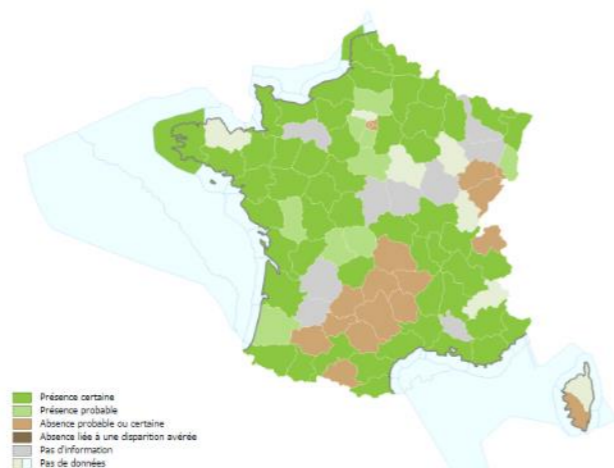 Présence certaine
Présence probable
Absence probable ou certaine
Absence liée à une disparition avérée
Pas d'information
Pas de données